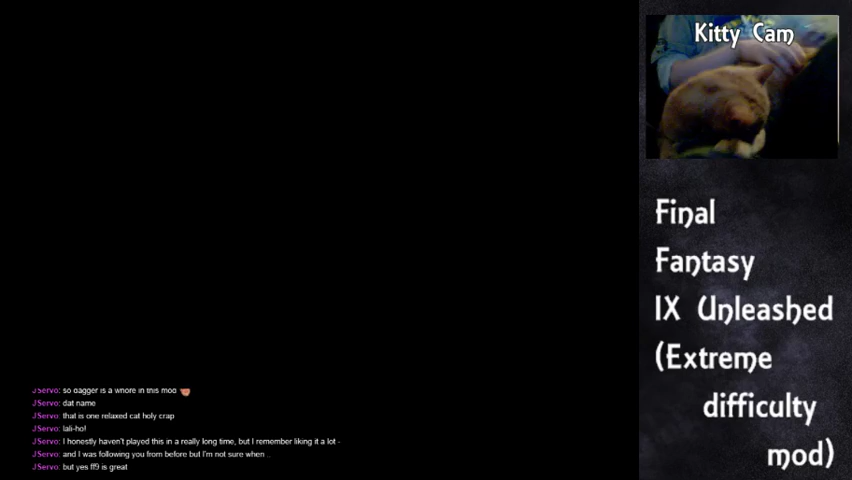 Kitty Cam
Final
Fantasy
IX Unleashed
(Extreme
difficulty
mod)
JServo: so dagger is a whore in this mod
JServo: dat name
JServo: that is one relaxed cat holy crap
JServo: lali-ho!
JServo: I honestly haven't played this in a really long time, but I remember liking it a lot -
JServo: and I was following you from before but I'm not sure when ..
JServo: but yes ff9 is great